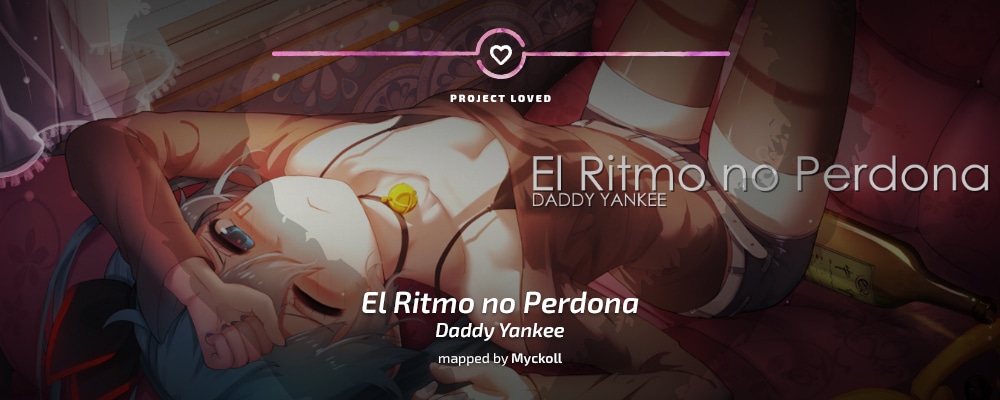 PROJECT LOVED
El Ritmo no Perdona
DADDY YANKEE
El Ritmo no Perdona
Daddy Yankee
mapped by Myckoll